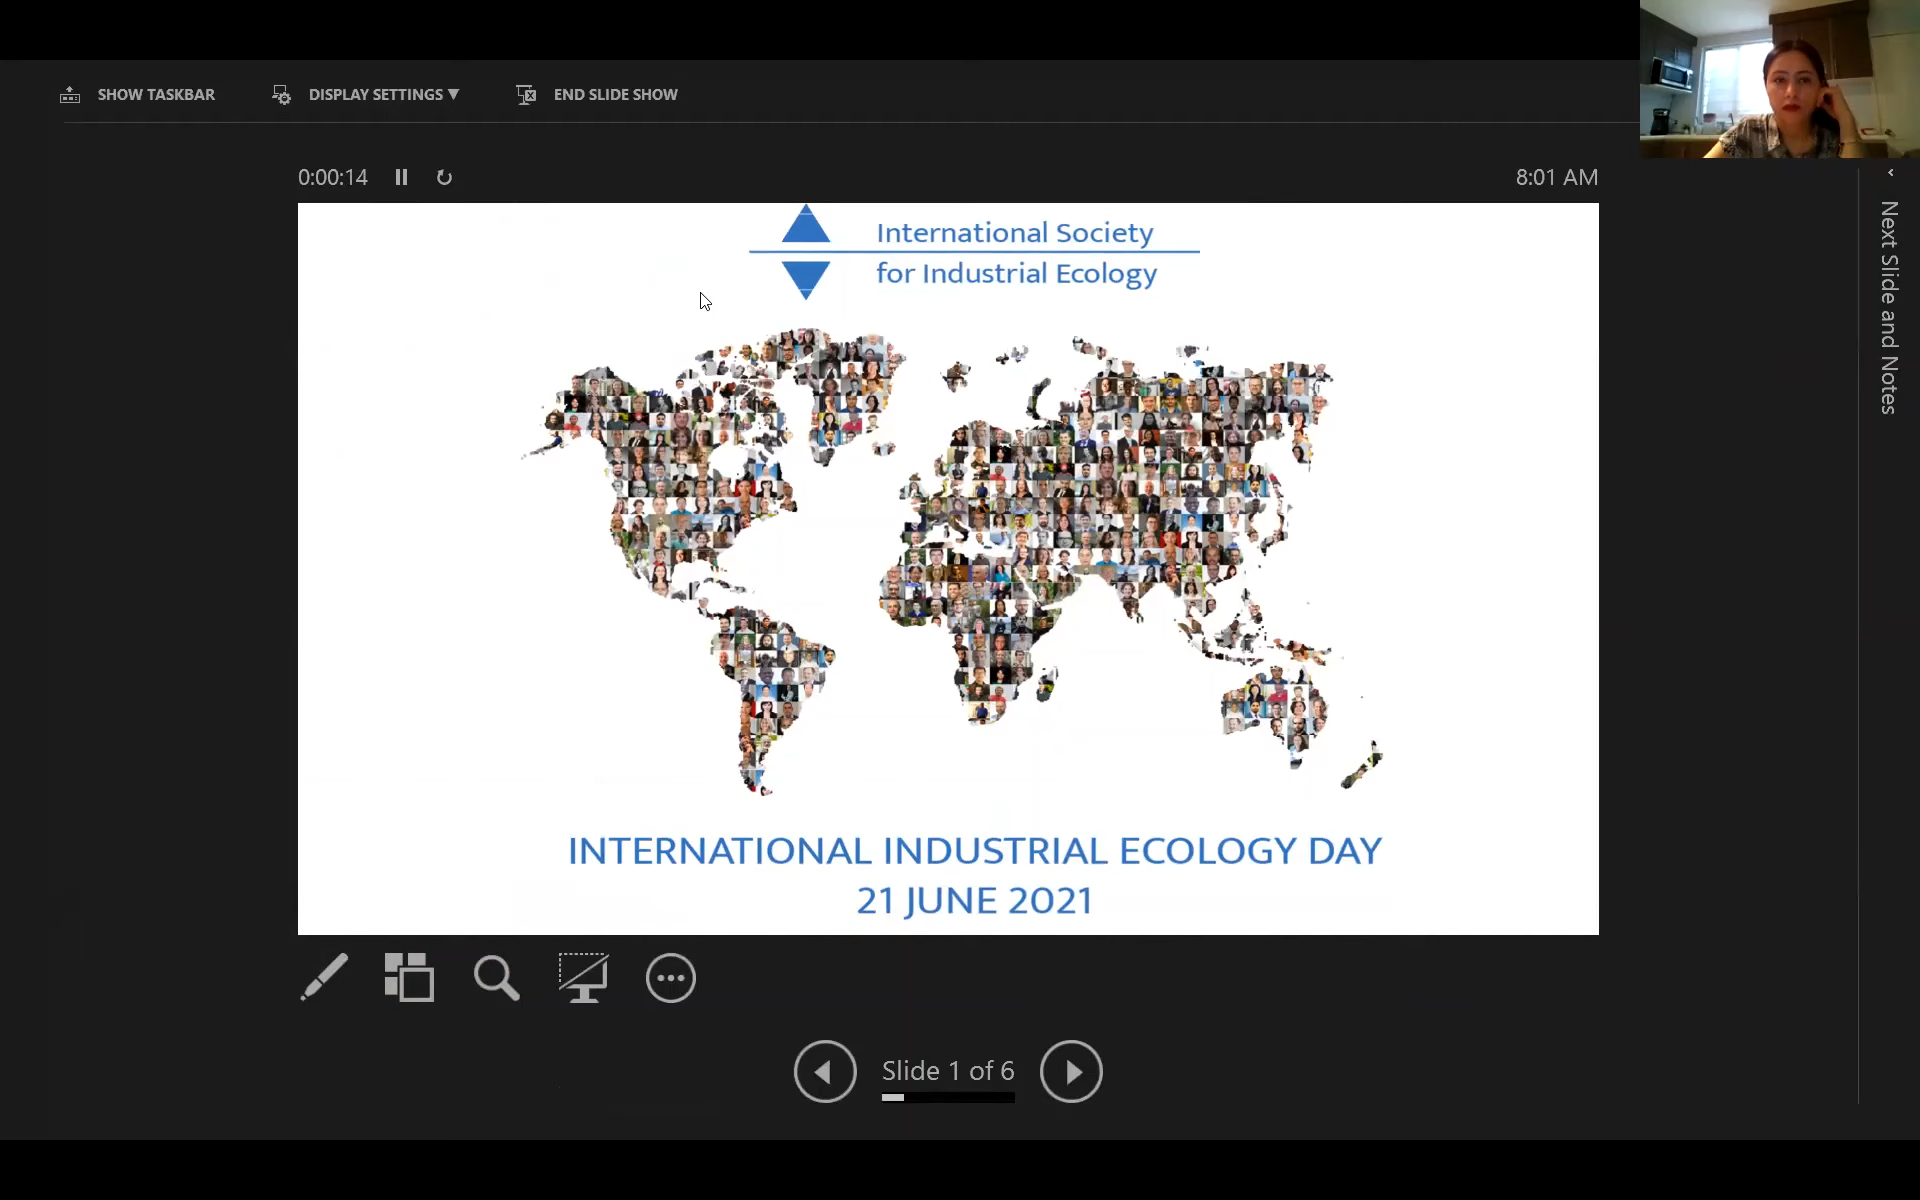 SHOW TASKBAR
DISPLAY SETTINGS ▼
END SLIDE SHOW
0:00:14
8:01 AM
International Society
for Industrial Ecology
INTERNATIONAL INDUSTRIAL ECOLOGY DAY
21 JUNE 2021
Slide 1 of 6
Next Slide and Notes